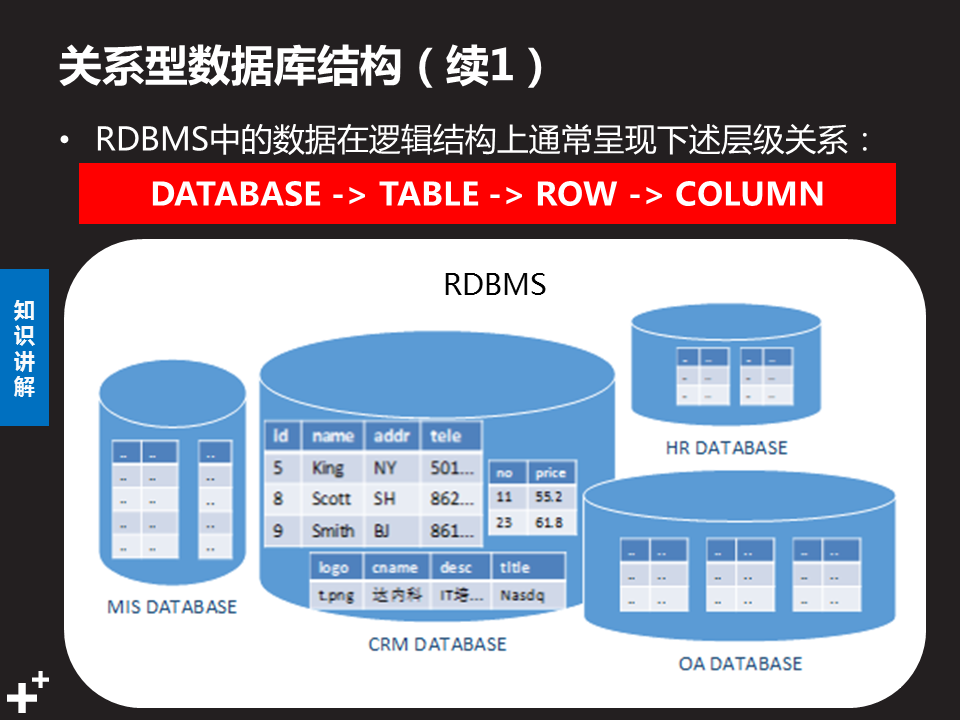 关系型数据库结构（续1）
• RDBMS中的数据在逻辑结构上通常呈现下述层级关系：
DATABASE -> TABLE -> ROW -> COLUMN
知识讲解
RDBMS
Id name addr tele
5 King NY 501...
8 Scott SH 862...
9 Smith BJ 861...
no price
11 55.2
23 61.8
logo cname desc title
t.png 达内科 IT培... Nasdq
MIS DATABASE
CRM DATABASE
HR DATABASE
OA DATABASE